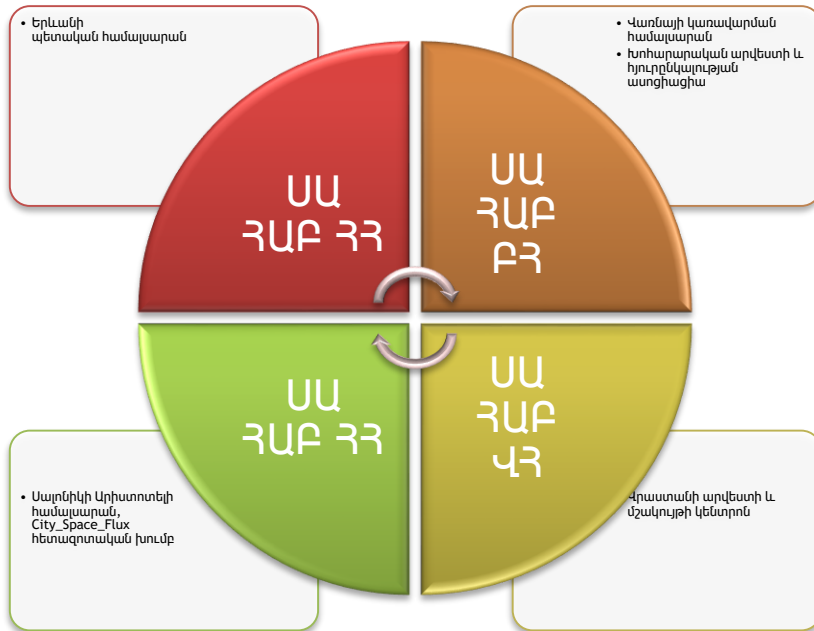 • Երևանի
պետական համալսարան
• Վառնայի կառավարման
համալսարան
• Խոհարարական արվեստի և
հյուրընկալության
ասոցիացիա
ՍԱ
ՀԱԲ ՀՀ
ՍԱ
ՀԱԲ
ԲՀ
ՍԱ
ՀԱԲ ՀՀ
ՍԱ
ՀԱԲ
ՎՀ
• Սալոնիկի Արիստոտելի
համալսարան,
City_Space_Flux
հետազոտական խումբ
Վրաստանի արվեստի և
մշակույթի կենտրոն